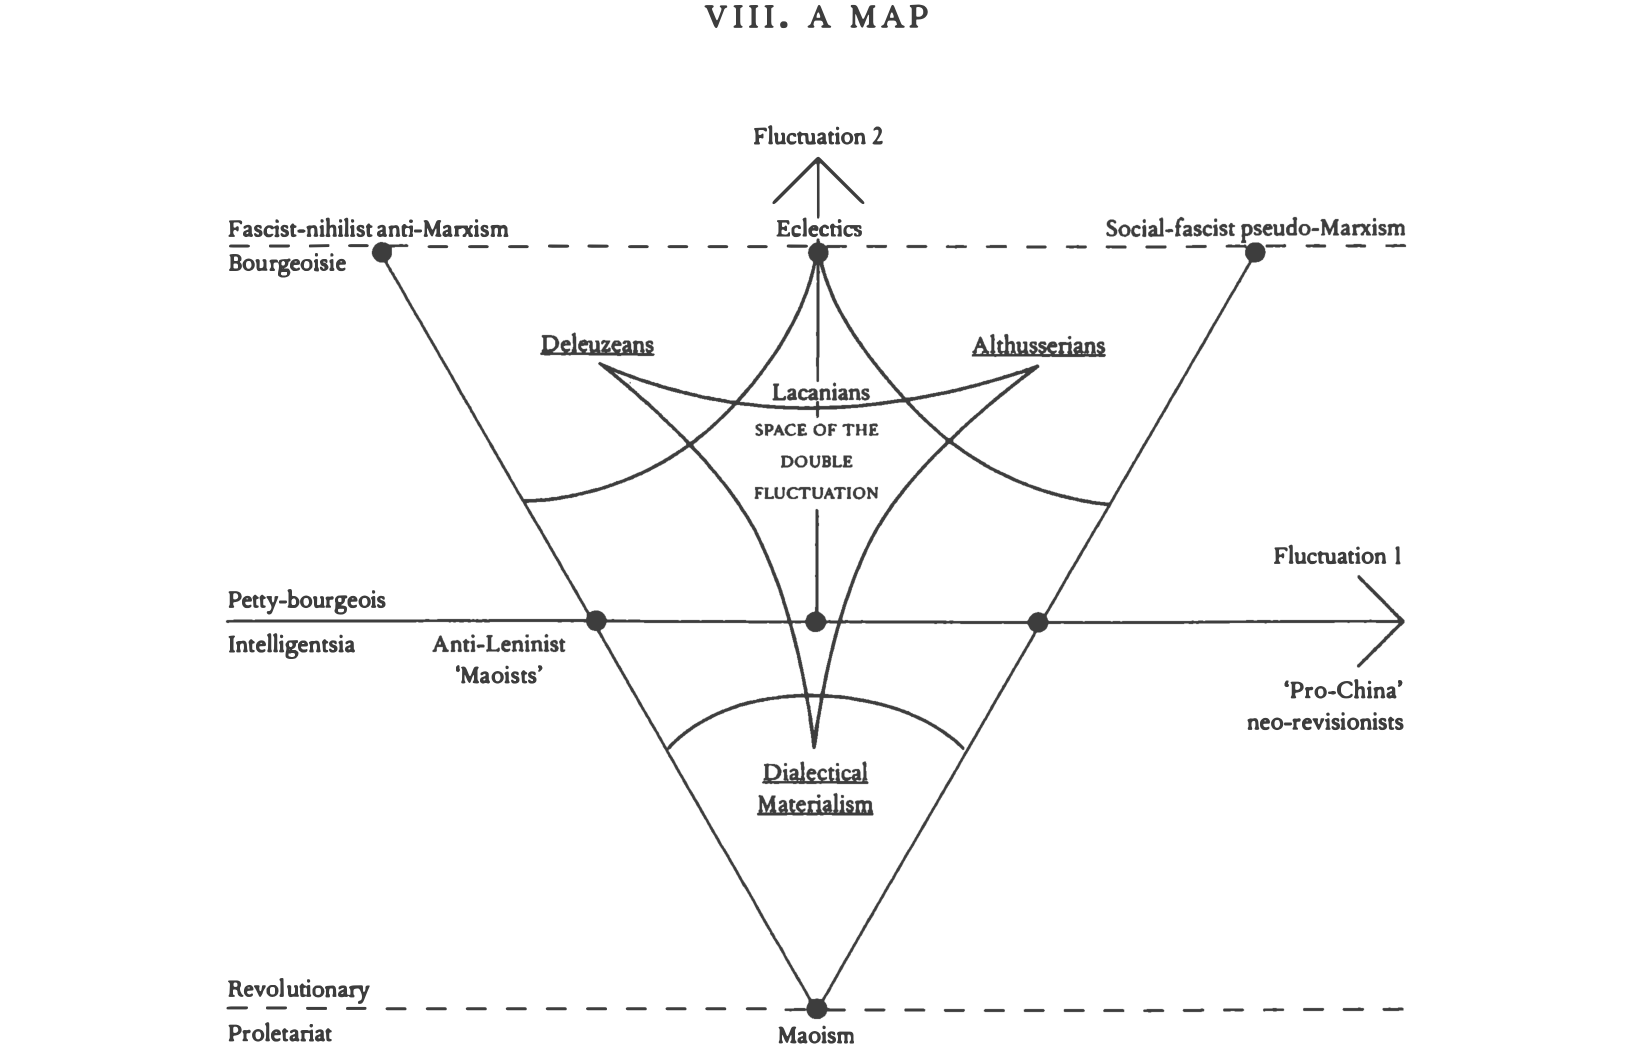 VIII. A MAP
Fluctuation 2
Fascist-nihilist anti-Marxism
Eclectics
Social-fascist pseudo-Marxism
Bourgeoisie
Deleuzeans
Althusserians
Lacanians
SPACE OF THE
DOUBLE
FLUCTUATION
Fluctuation 1
Petty-bourgeois
Intelligentsia
Anti-Leninist
‘Maoists’
‘Pro-China’
neo-revisionists
Dialectical
Materialism
Revolutionary
Proletariat
Maoism